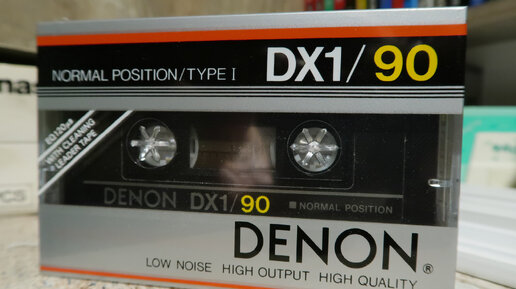 NORMAL POSITION/TYPE I DX1/90
EQ120µs
WITH CLEANING
LEADER TAPE
DENON DX1/90 ■ NORMAL POSITION
DENON®
LOW NOISE HIGH OUTPUT HIGH QUALITY